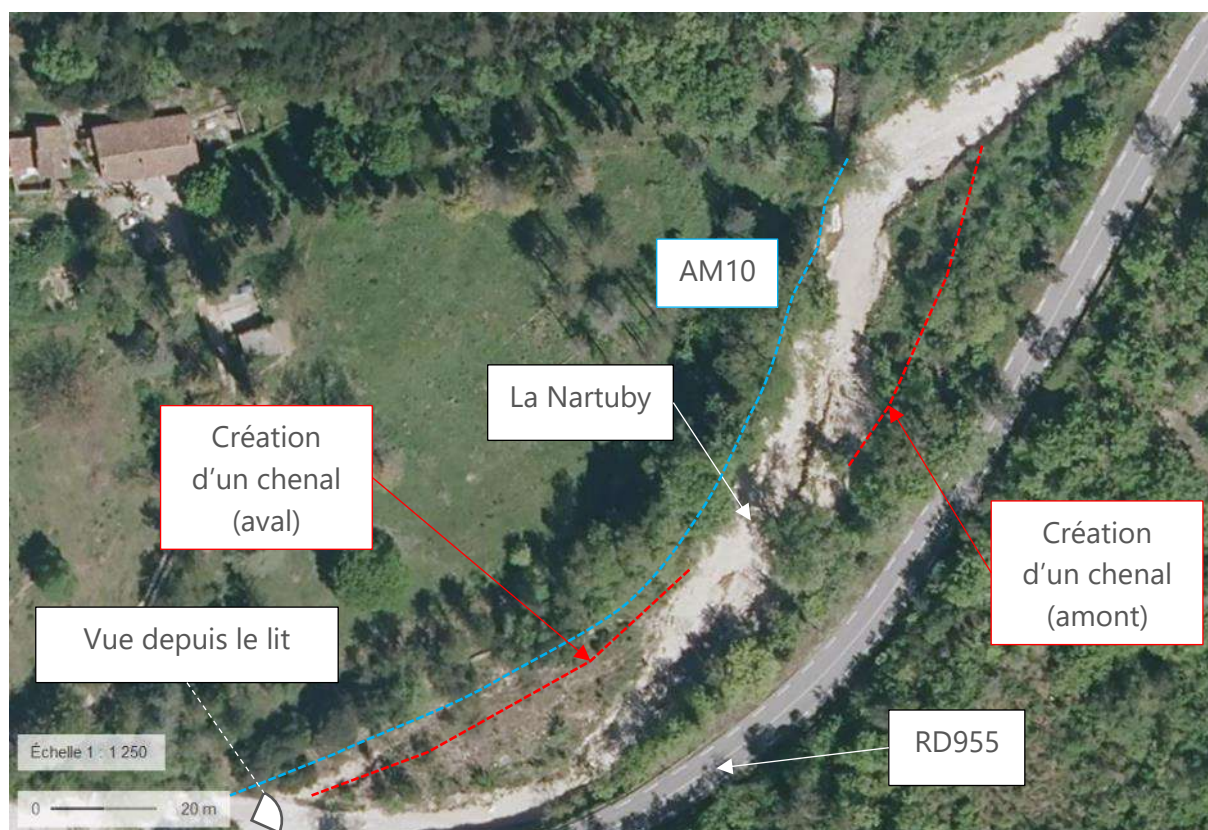 AM10
La Nartuby
Création
d'un chenal
(aval)
Création
d'un chenal
(amont)
Vue depuis le lit
RD955
Échelle 1 : 1 250
0
20 m